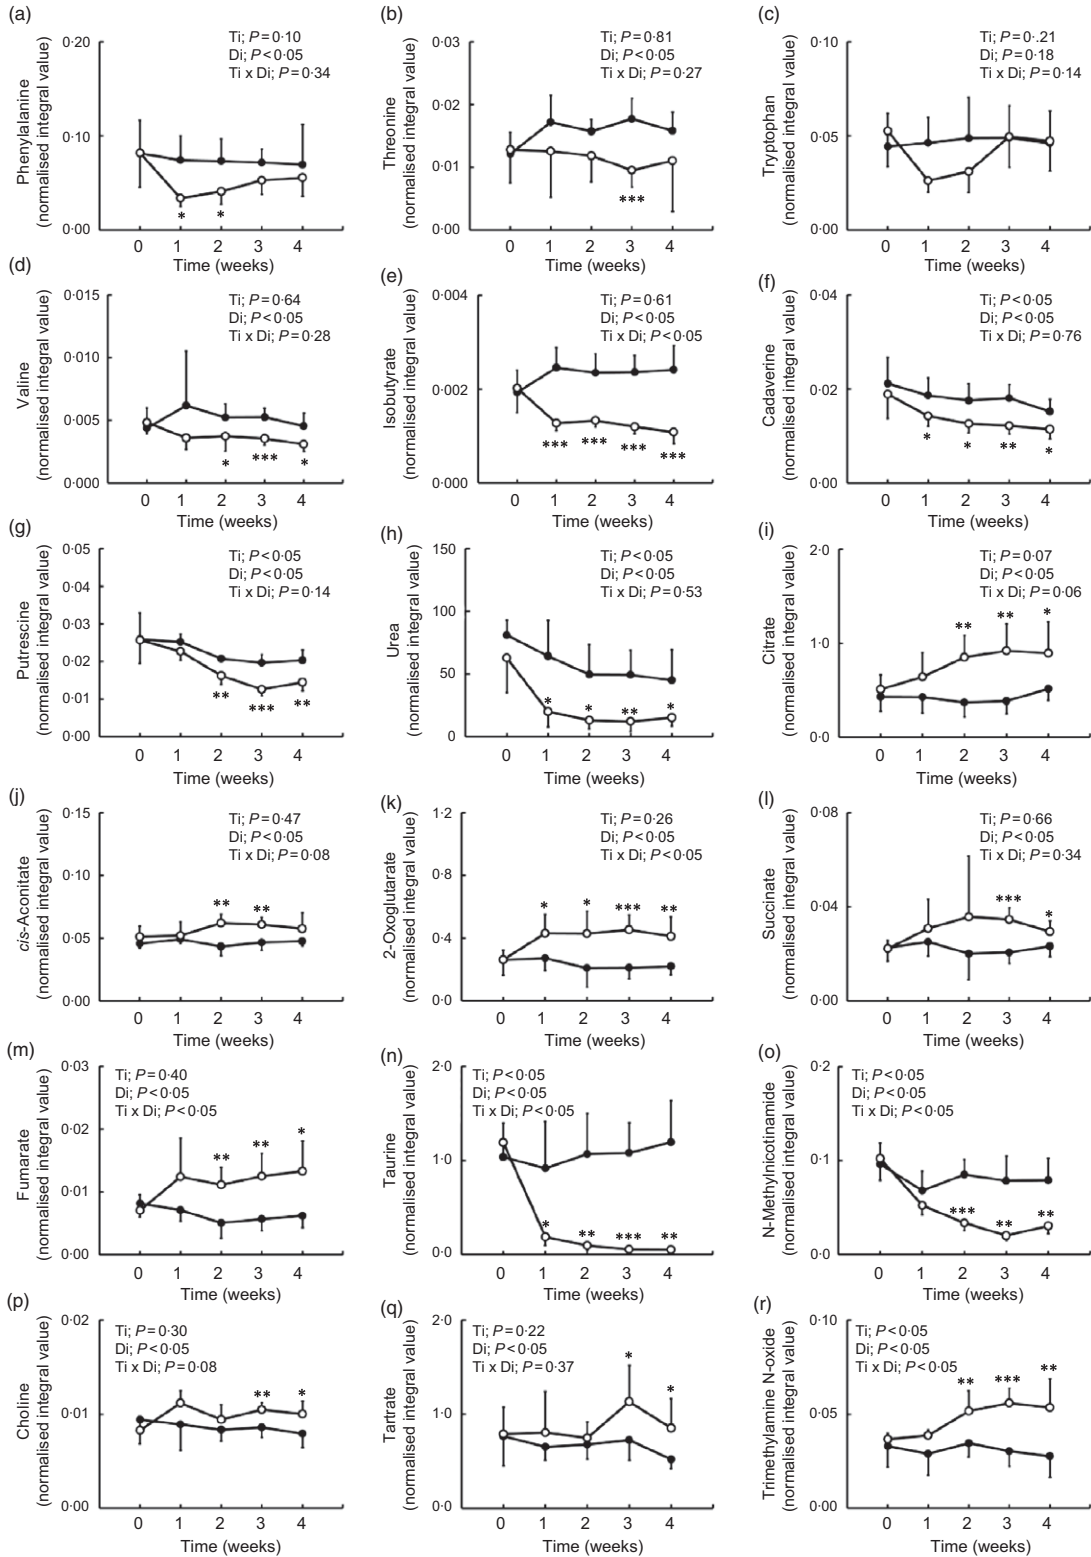 (a)
Phenylalanine
(normalised integral value)
0·20
0·10
0·00
Ti; P = 0·10
Di; P < 0·05
Ti x Di; P = 0·34
* *
0 1 2 3 4
Time (weeks)
(b)
Threonine
(normalised integral value)
0·03
0·02
0·01
0·00
Ti; P = 0·81
Di; P < 0·05
Ti x Di; P = 0·27
***
0 1 2 3 4
Time (weeks)
(c)
Tryptophan
(normalised integral value)
0·10
0·05
0·00
Ti; P = 0·.21
Di; P = 0·18
Ti x Di; P = 0·14
0 1 2 3 4
Time (weeks)
(d)
Valine
(normalised integral value)
0·015
0·010
0·005
0·000
Ti; P = 0·64
Di; P < 0·05
Ti x Di; P = 0·28
* *** *
0 1 2 3 4
Time (weeks)
(e)
Isobutyrate
(normalised integral value)
0·004
0·002
0·000
Ti; P = 0·61
Di; P < 0·05
Ti x Di; P < 0·05
*** *** *** ***
0 1 2 3 4
Time (weeks)
(f)
Cadaverine
(normalised integral value)
0·04
0·02
0·00
Ti; P < 0·05
Di; P < 0·05
Ti x Di; P = 0·76
* * ** *
0 1 2 3 4
Time (weeks)
(g)
Putrescine
(normalised integral value)
0·05
0·04
0·03
0·02
0·01
0·00
Ti; P < 0·05
Di; P < 0·05
Ti x Di; P = 0·14
** *** **
0 1 2 3 4
Time (weeks)
(h)
Urea
(normalised integral value)
150
100
50
0
Ti; P < 0·05
Di; P < 0·05
Ti x Di; P = 0·53
* * ** *
0 1 2 3 4
Time (weeks)
(i)
Citrate
(normalised integral value)
2·0
1·0
0·0
Ti; P = 0·07
Di; P < 0·05
Ti x Di; P = 0·06
** ** *
0 1 2 3 4
Time (weeks)
(j)
cis-Aconitate
(normalised integral value)
0·15
0·10
0·05
0·00
Ti; P = 0·47
Di; P < 0·05
Ti x Di; P = 0·08
** **
0 1 2 3 4
Time (weeks)
(k)
2-Oxoglutarate
(normalised integral value)
1·2
0·8
0·4
0·0
Ti; P = 0·26
Di; P < 0·05
Ti x Di; P < 0·05
* * *** **
0 1 2 3 4
Time (weeks)
(l)
Succinate
(normalised integral value)
0·08
0·04
0·00
Ti; P = 0·66
Di; P < 0·05
Ti x Di; P = 0·34
*** *
0 1 2 3 4
Time (weeks)
(m)
Fumarate
(normalised integral value)
0·03
0·02
0·01
0·00
Ti; P = 0·40
Di; P < 0·05
Ti x Di; P < 0·05
** ** *
0 1 2 3 4
Time (weeks)
(n)
Taurine
(normalised integral value)
2·0
1·0
0·0
Ti; P < 0·05
Di; P < 0·05
Ti x Di; P < 0·05
* ** *** **
0 1 2 3 4
Time (weeks)
(o)
N-Methylnicotinamide
(normalised integral value)
0·2
0·1
0·0
Ti; P < 0·05
Di; P < 0·05
Ti x Di; P < 0·05
*** ** **
0 1 2 3 4
Time (weeks)
(p)
Choline
(normalised integral value)
0·02
0·01
0·00
Ti; P = 0·30
Di; P < 0·05
Ti x Di; P = 0·08
** *
0 1 2 3 4
Time (weeks)
(q)
Tartrate
(normalised integral value)
2·0
1·0
0·0
Ti; P = 0·22
Di; P < 0·05
Ti x Di; P = 0·37
* *
0 1 2 3 4
Time (weeks)
(r)
Trimethylamine N-oxide
(normalised integral value)
0·10
0·05
0·00
Ti; P < 0·05
Di; P < 0·05
Ti x Di; P < 0·05
** *** **
0 1 2 3 4
Time (weeks)